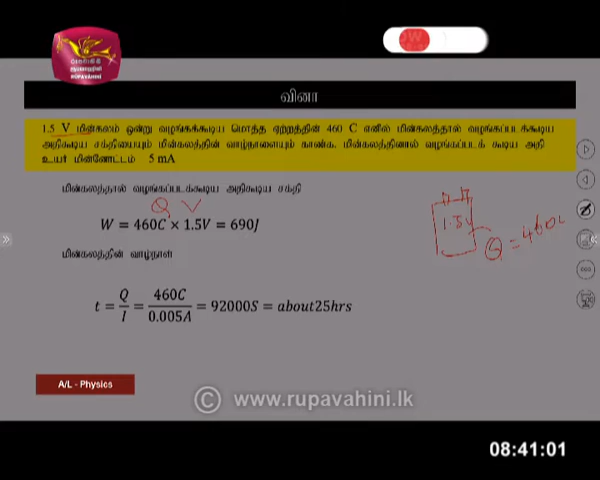 RUPAVAHINI
வினா
1.5 V மின்கலம் ஒன்று வழங்கக்கூடிய மொத்த ஏற்றத்தின் 460 C எனில் மின்கலத்தால் வழங்கப்படக்கூடிய
அதிகூடிய சக்தியையும் மின்கலத்தின் வாழ்நாளையும் காண்க. மின்கலத்தினால் வழங்கப்படக் கூடிய அதி
உயர் மின்னோட்டம் 5 mA
மின்கலத்தால் வழங்கப்படக்கூடிய அதிகூடிய சக்தி
Q V
W = 460C × 1.5V = 690J
1.5V
Q = 460C
மின்கலத்தின் வாழ்நாள்
t = Q/I = 460C/0.005A = 92000S = about25hrs
A/L - Physics
© www.rupavahini.lk
08:41:01